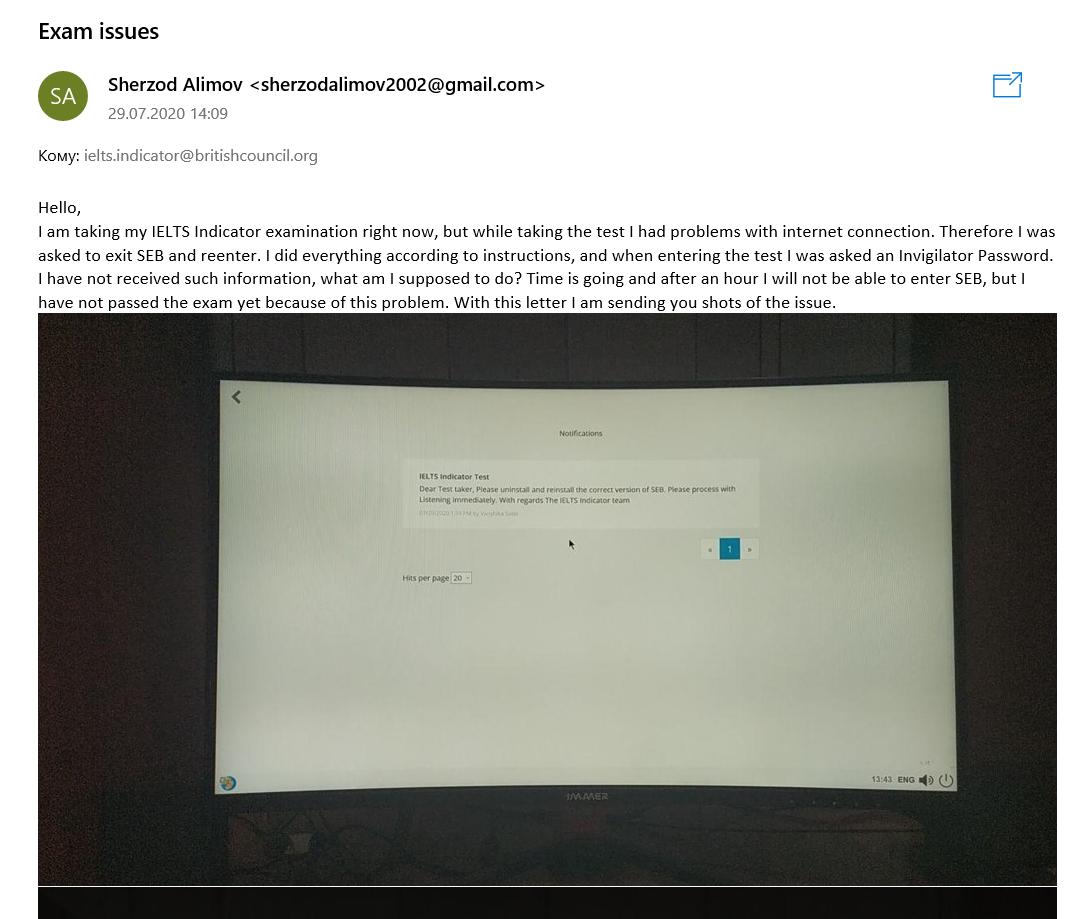 Exam issues
SA
Sherzod Alimov <sherzodalimov2002@gmail.com>
29.07.2020 14:09
Кому: ielts.indicator@britishcouncil.org
Hello,
I am taking my IELTS Indicator examination right now, but while taking the test I had problems with internet connection. Therefore I was
asked to exit SEB and reenter. I did everything according to instructions, and when entering the test I was asked an Invigilator Password.
I have not received such information, what am I supposed to do? Time is going and after an hour I will not be able to enter SEB, but I
have not passed the exam yet because of this problem. With this letter I am sending you shots of the issue.
Notifications
IELTS Indicator Test
Dear Test taker, Please uninstall and reinstall the correct version of SEB. Please process with
Listening immediately. With regards The IELTS Indicator team
« 1 »
Hits per page 20
13:43 ENG
IMMER